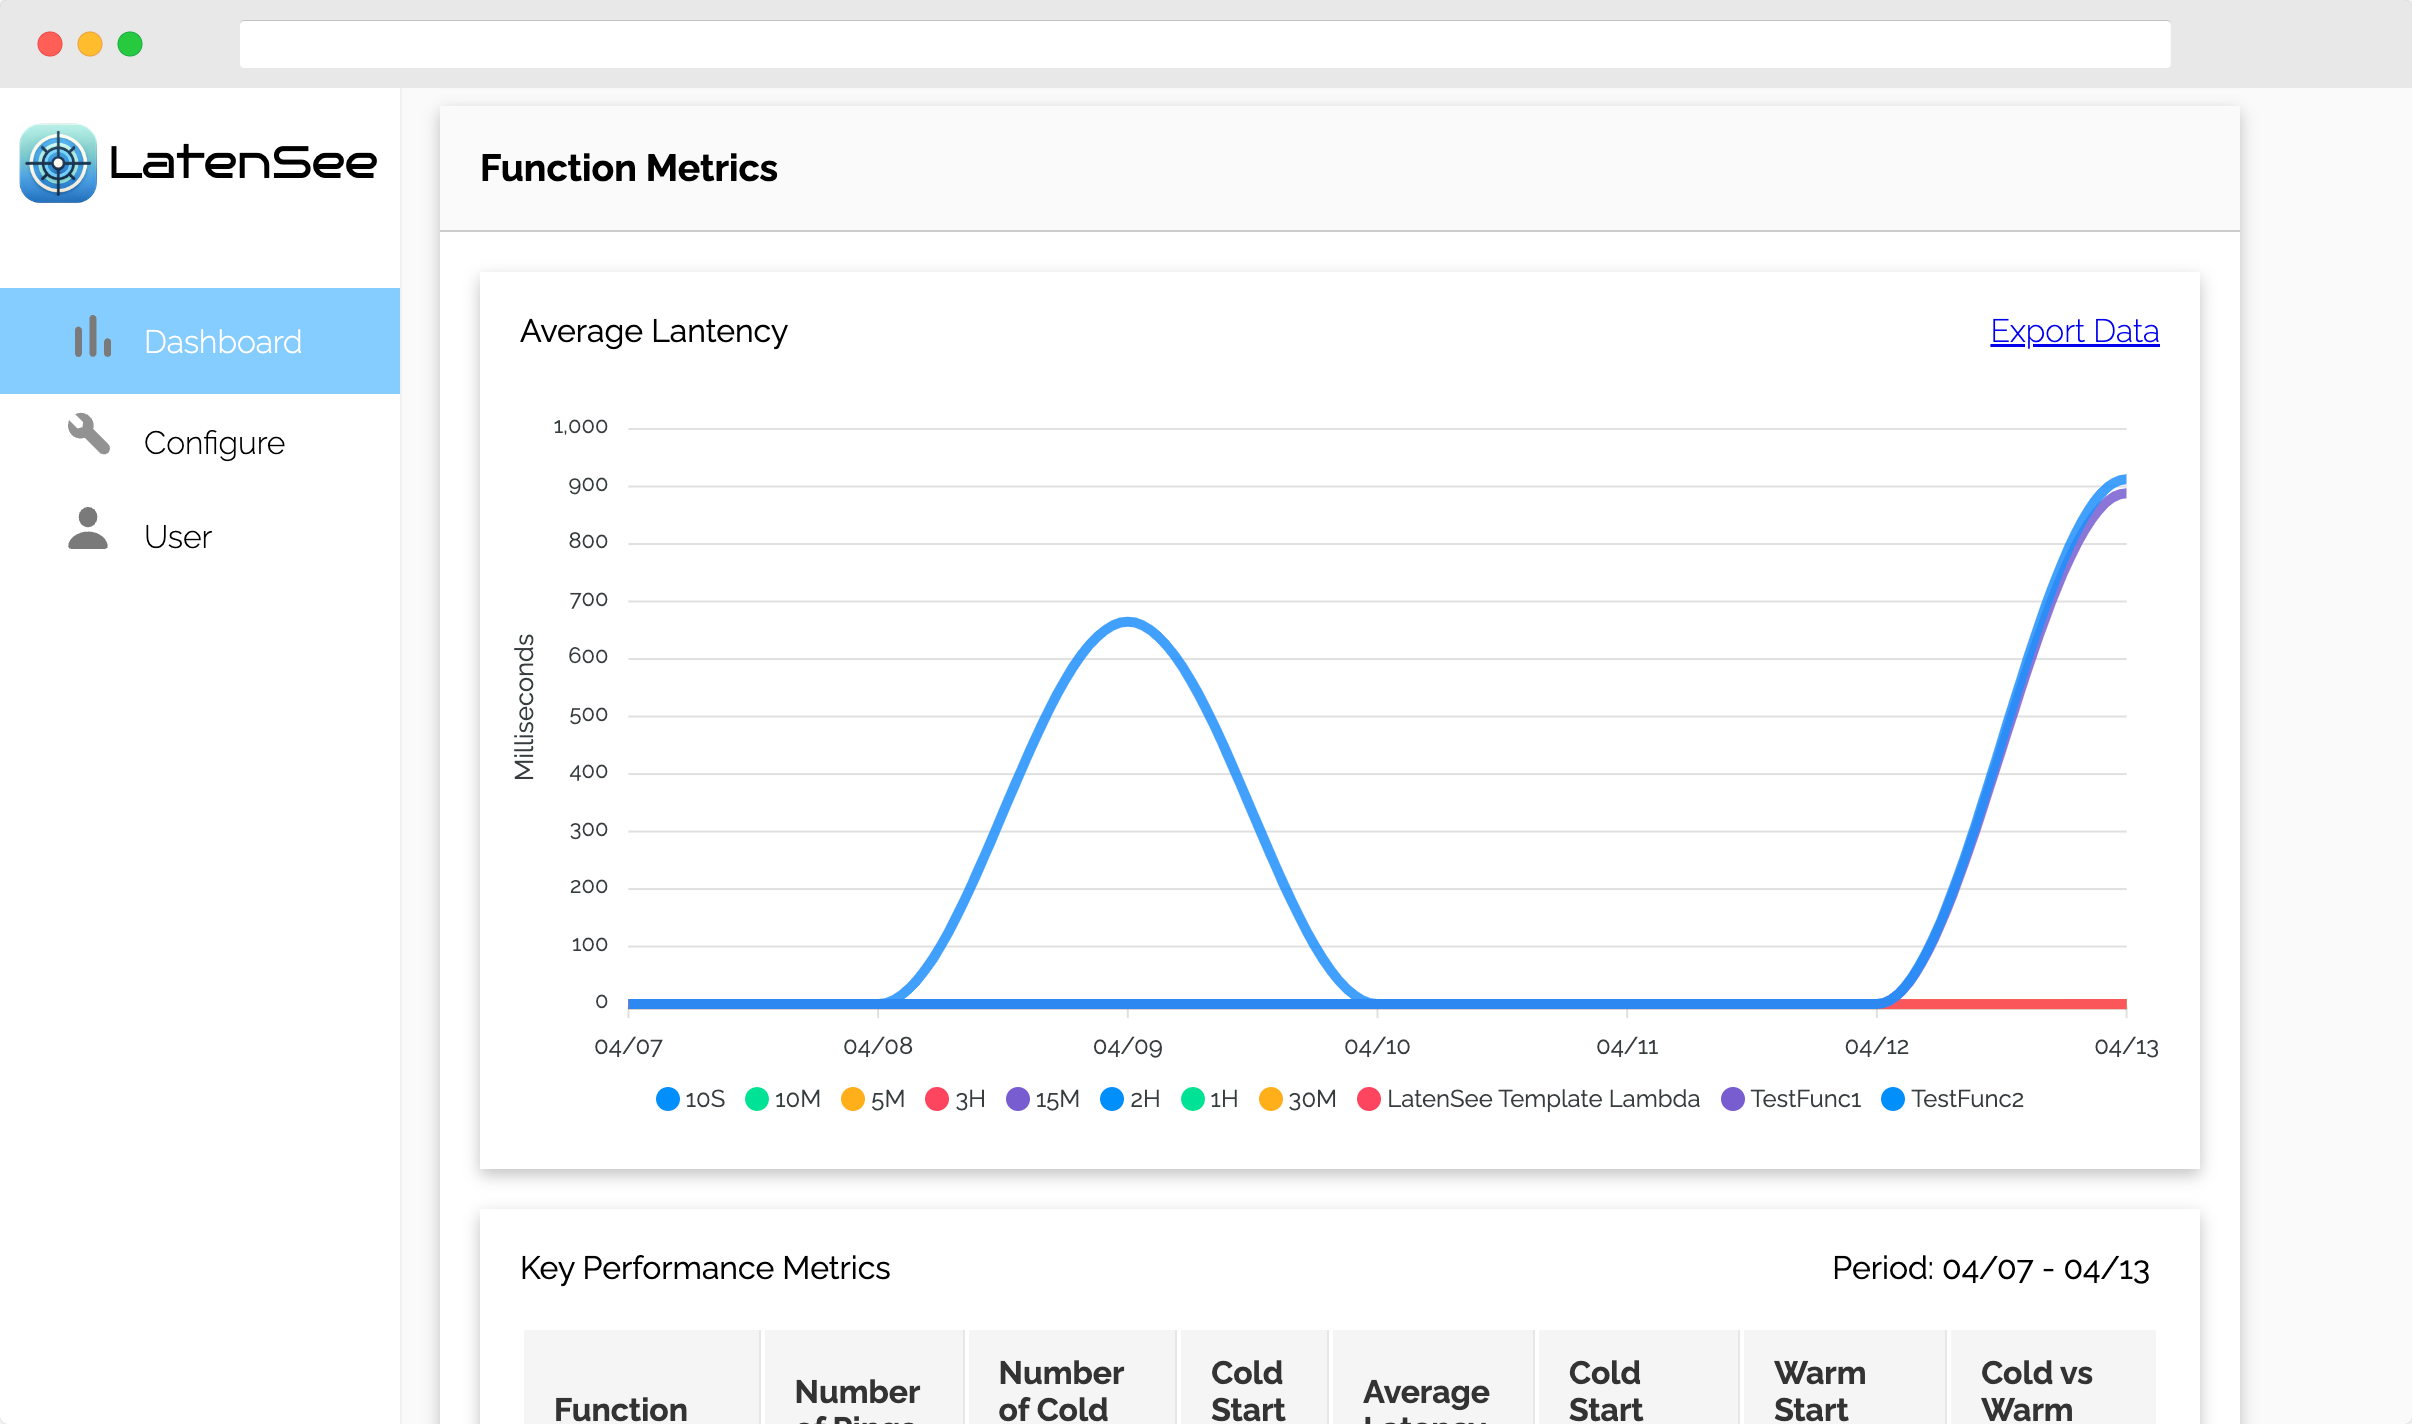 LatenSee
Dashboard
Configure
User
Function Metrics
Average Lantency
Export Data
Milliseconds
1,000
900
800
700
600
500
400
300
200
100
0
04/07 04/08 04/09 04/10 04/11 04/12 04/13
10S 10M 5M 3H 15M 2H 1H 30M LatenSee Template Lambda TestFunc1 TestFunc2
Key Performance Metrics
Period: 04/07 - 04/13
Function
Number
of Pings
Number
of Cold
Cold
Start
Average
Latency
Cold
Start
Warm
Start
Cold vs
Warm